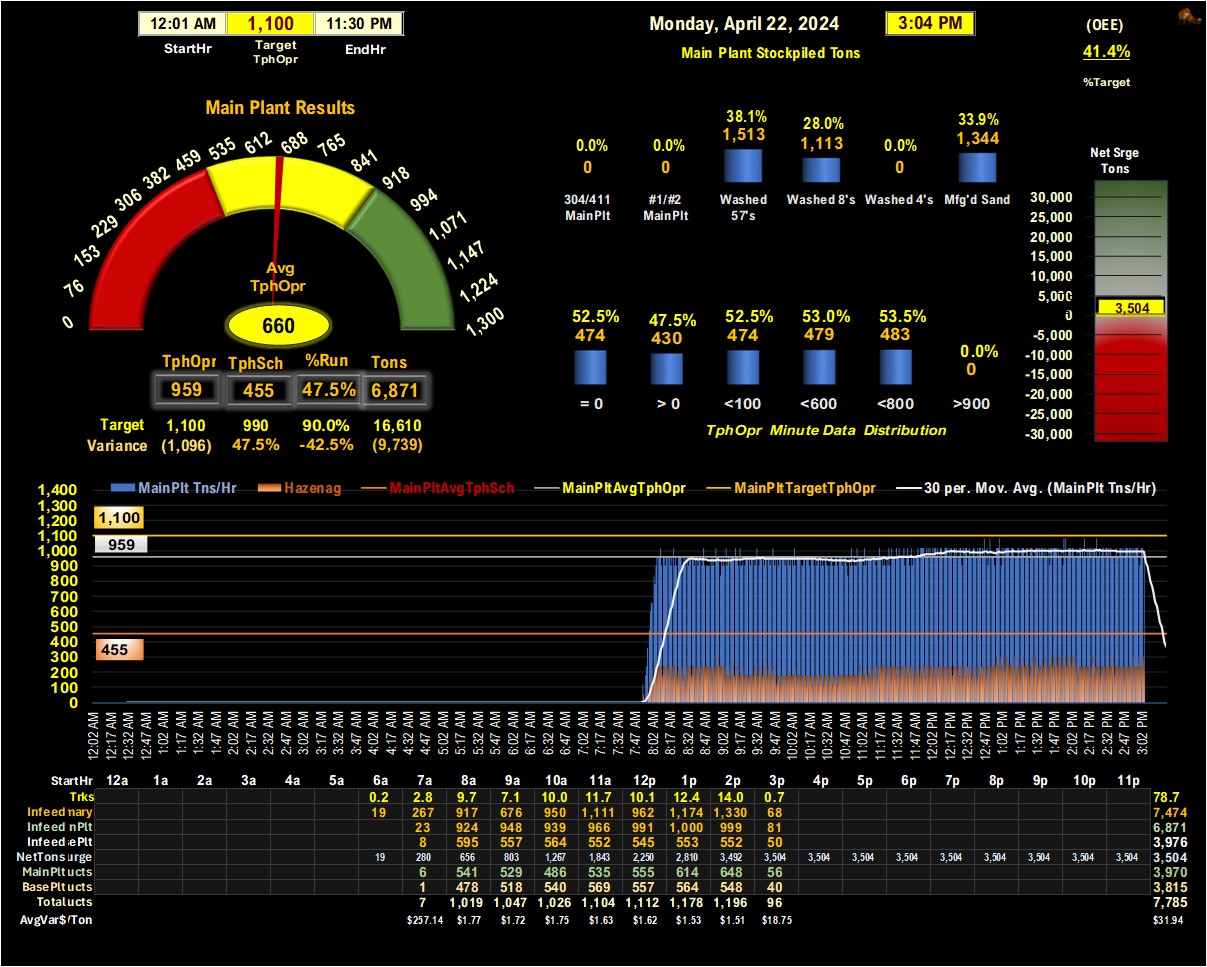 12:01 AM 1,100 11:30 PM
StartHr Target TphOpr EndHr
Monday, April 22, 2024 3:04 PM
Main Plant Stockpiled Tons
(OEE)
41.4%
%Target
Main Plant Results
0 76 153 229 306 382 459 535 612 688 765 841 918 994 1,071 1,147 1,224 1,300
Avg
TphOpr
660
TphOpr TphSch %Run Tons
959 455 47.5% 6,871
Target 1,100 990 90.0% 16,610
Variance (1,096) 47.5% -42.5% (9,739)
0.0% 0.0% 38.1% 28.0% 0.0% 33.9%
0 0 1,513 1,113 0 1,344
304/411 MainPlt #1/#2 MainPlt Washed 57's Washed 8's Washed 4's Mfg'd Sand
52.5% 47.5% 52.5% 53.0% 53.5% 0.0%
474 430 474 479 483 0
= 0 > 0 <100 <600 <800 >900
TphOpr Minute Data Distribution
Net Srge
Tons
30,000
25,000
20,000
15,000
10,000
5,000
3,504
0
-5,000
-10,000
-15,000
-20,000
-25,000
-30,000
MainPlt Tns/Hr Hazenag MainPltAvgTphSch MainPltAvgTphOpr MainPltTargetTphOpr 30 per. Mov. Avg. (MainPlt Tns/Hr)
1,400
1,300
1,200
1,100
1,000
900
800
700
600
500
400
300
200
100
0
1,100
959
455
12:02 AM 12:17 AM 12:32 AM 12:47 AM 1:02 AM 1:17 AM 1:32 AM 1:47 AM 2:02 AM 2:17 AM 2:32 AM 2:47 AM 3:02 AM 3:17 AM 3:32 AM 3:47 AM 4:02 AM 4:17 AM 4:32 AM 4:47 AM 5:02 AM 5:17 AM 5:32 AM 5:47 AM 6:02 AM 6:17 AM 6:32 AM 6:47 AM 7:02 AM 7:17 AM 7:32 AM 7:47 AM 8:02 AM 8:17 AM 8:32 AM 8:47 AM 9:02 AM 9:17 AM 9:32 AM 9:47 AM 10:02 AM 10:17 AM 10:32 AM 10:47 AM 11:02 AM 11:17 AM 11:32 AM 11:47 AM 12:02 PM 12:17 PM 12:32 PM 12:47 PM 1:02 PM 1:17 PM 1:32 PM 1:47 PM 2:02 PM 2:17 PM 2:32 PM 2:47 PM 3:02 PM
StartHr 12a 1a 2a 3a 4a 5a 6a 7a 8a 9a 10a 11a 12p 1p 2p 3p 4p 5p 6p 7p 8p 9p 10p 11p
Trks 0.2 2.8 9.7 7.1 10.0 11.7 10.1 12.4 14.0 0.7 78.7
Infeed mary 19 267 917 676 950 1,111 962 1,174 1,330 68 7,474
Infeed nPlt 23 924 948 939 966 991 1,000 999 81 6,871
Infeed ePlt 8 595 557 564 552 545 553 552 50 3,976
NetTons urge 19 280 656 803 1,267 1,843 2,250 2,810 3,492 3,504 3,504 3,504 3,504 3,504 3,504 3,504 3,504 3,504 3,504
MainPlt ucts 6 541 529 486 535 555 614 648 56 3,970
BasePlt ucts 1 478 518 540 569 557 564 548 40 3,815
Total ucts 7 1,019 1,047 1,026 1,104 1,112 1,178 1,196 96 7,785
AvgVar$/Ton $257.14 $1.77 $1.72 $1.75 $1.63 $1.62 $1.53 $1.51 $18.75 $31.94